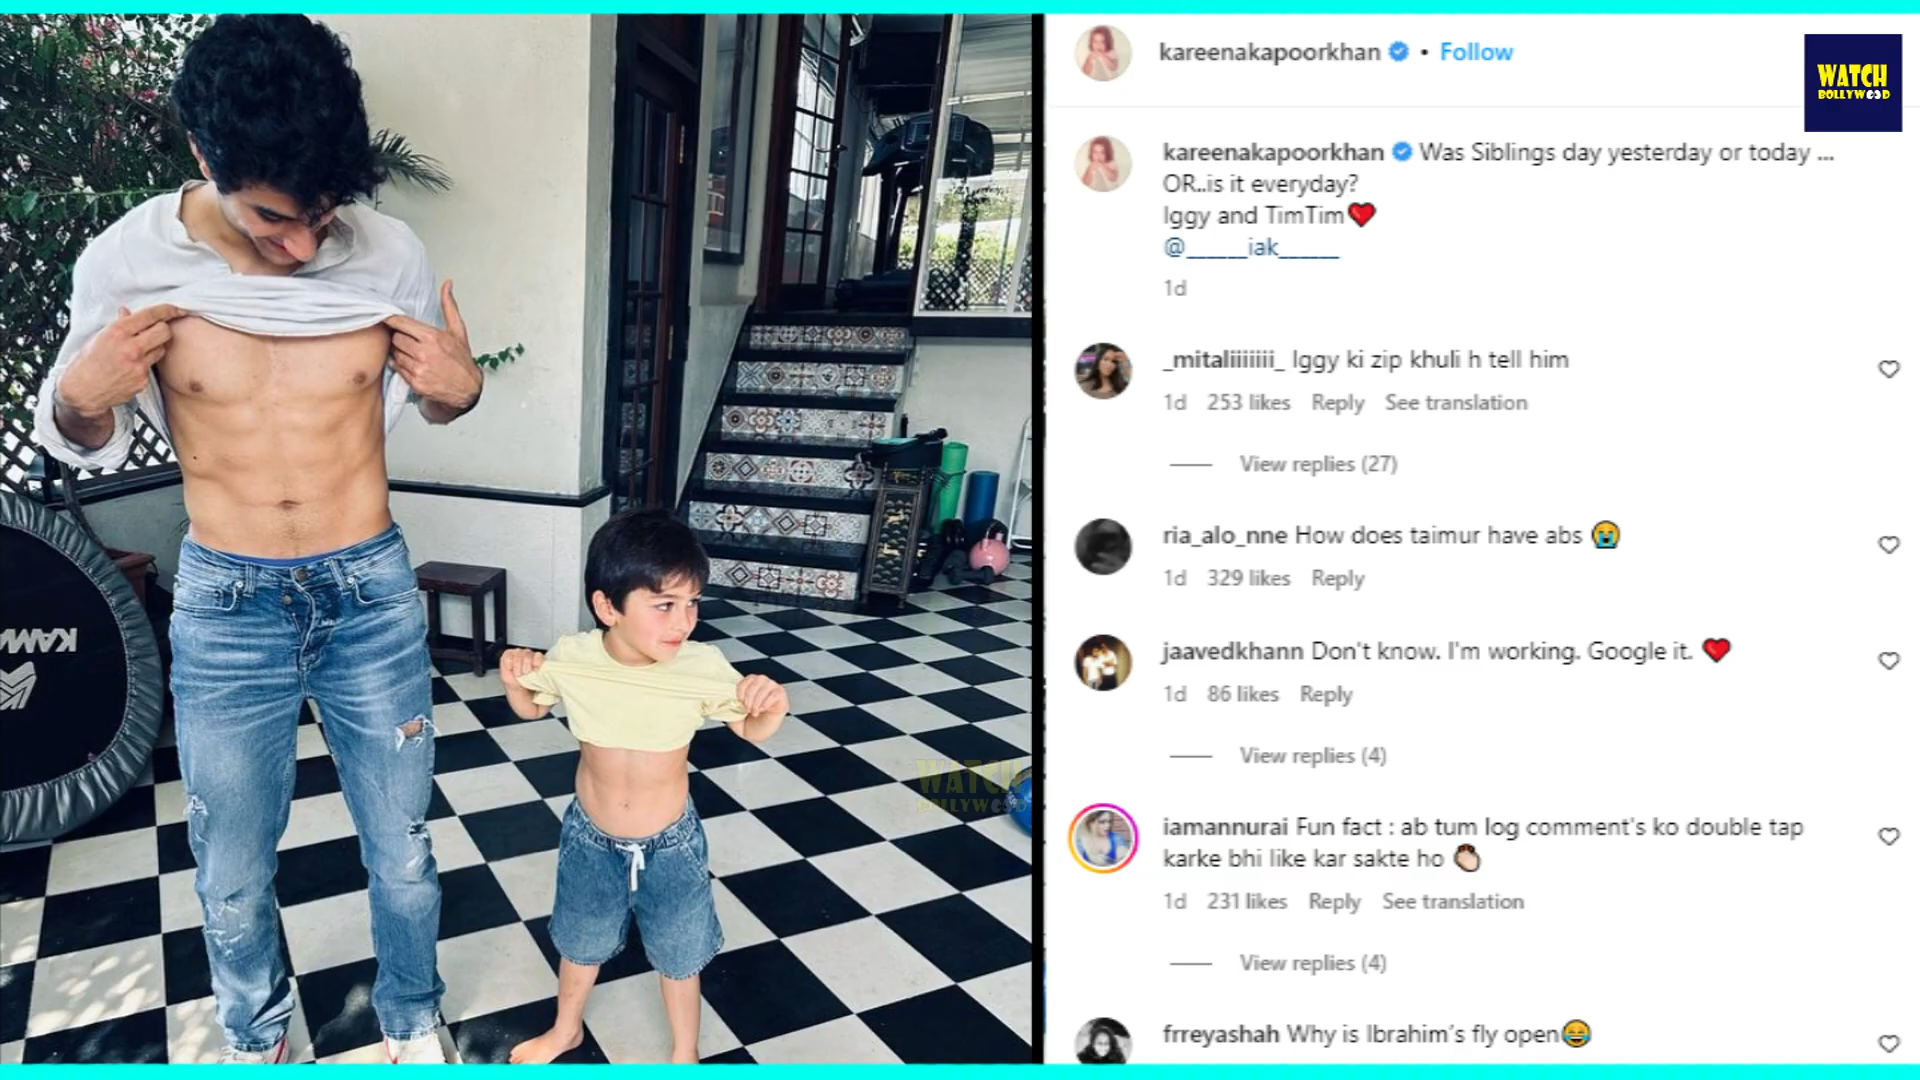 kareenakapoorkhan • Follow
WATCH
BOLLYWOOD
kareenakapoorkhan Was Siblings day yesterday or today ...
OR..is it everyday?
Iggy and TimTim❤️
@______iak______
1d
_mitaliiiiiii_ Iggy ki zip khuli h tell him
1d 253 likes Reply See translation
View replies (27)
ria_alo_nne How does taimur have abs 😭
1d 329 likes Reply
jaavedkhann Don't know. I'm working. Google it. ❤️
1d 86 likes Reply
View replies (4)
iamannurai Fun fact : ab tum log comment's ko double tap
karke bhi like kar sakte ho 👏🏻
1d 231 likes Reply See translation
View replies (4)
frreyashah Why is Ibrahim's fly open😂
KAMA
WATCH
BOLLYWOOD